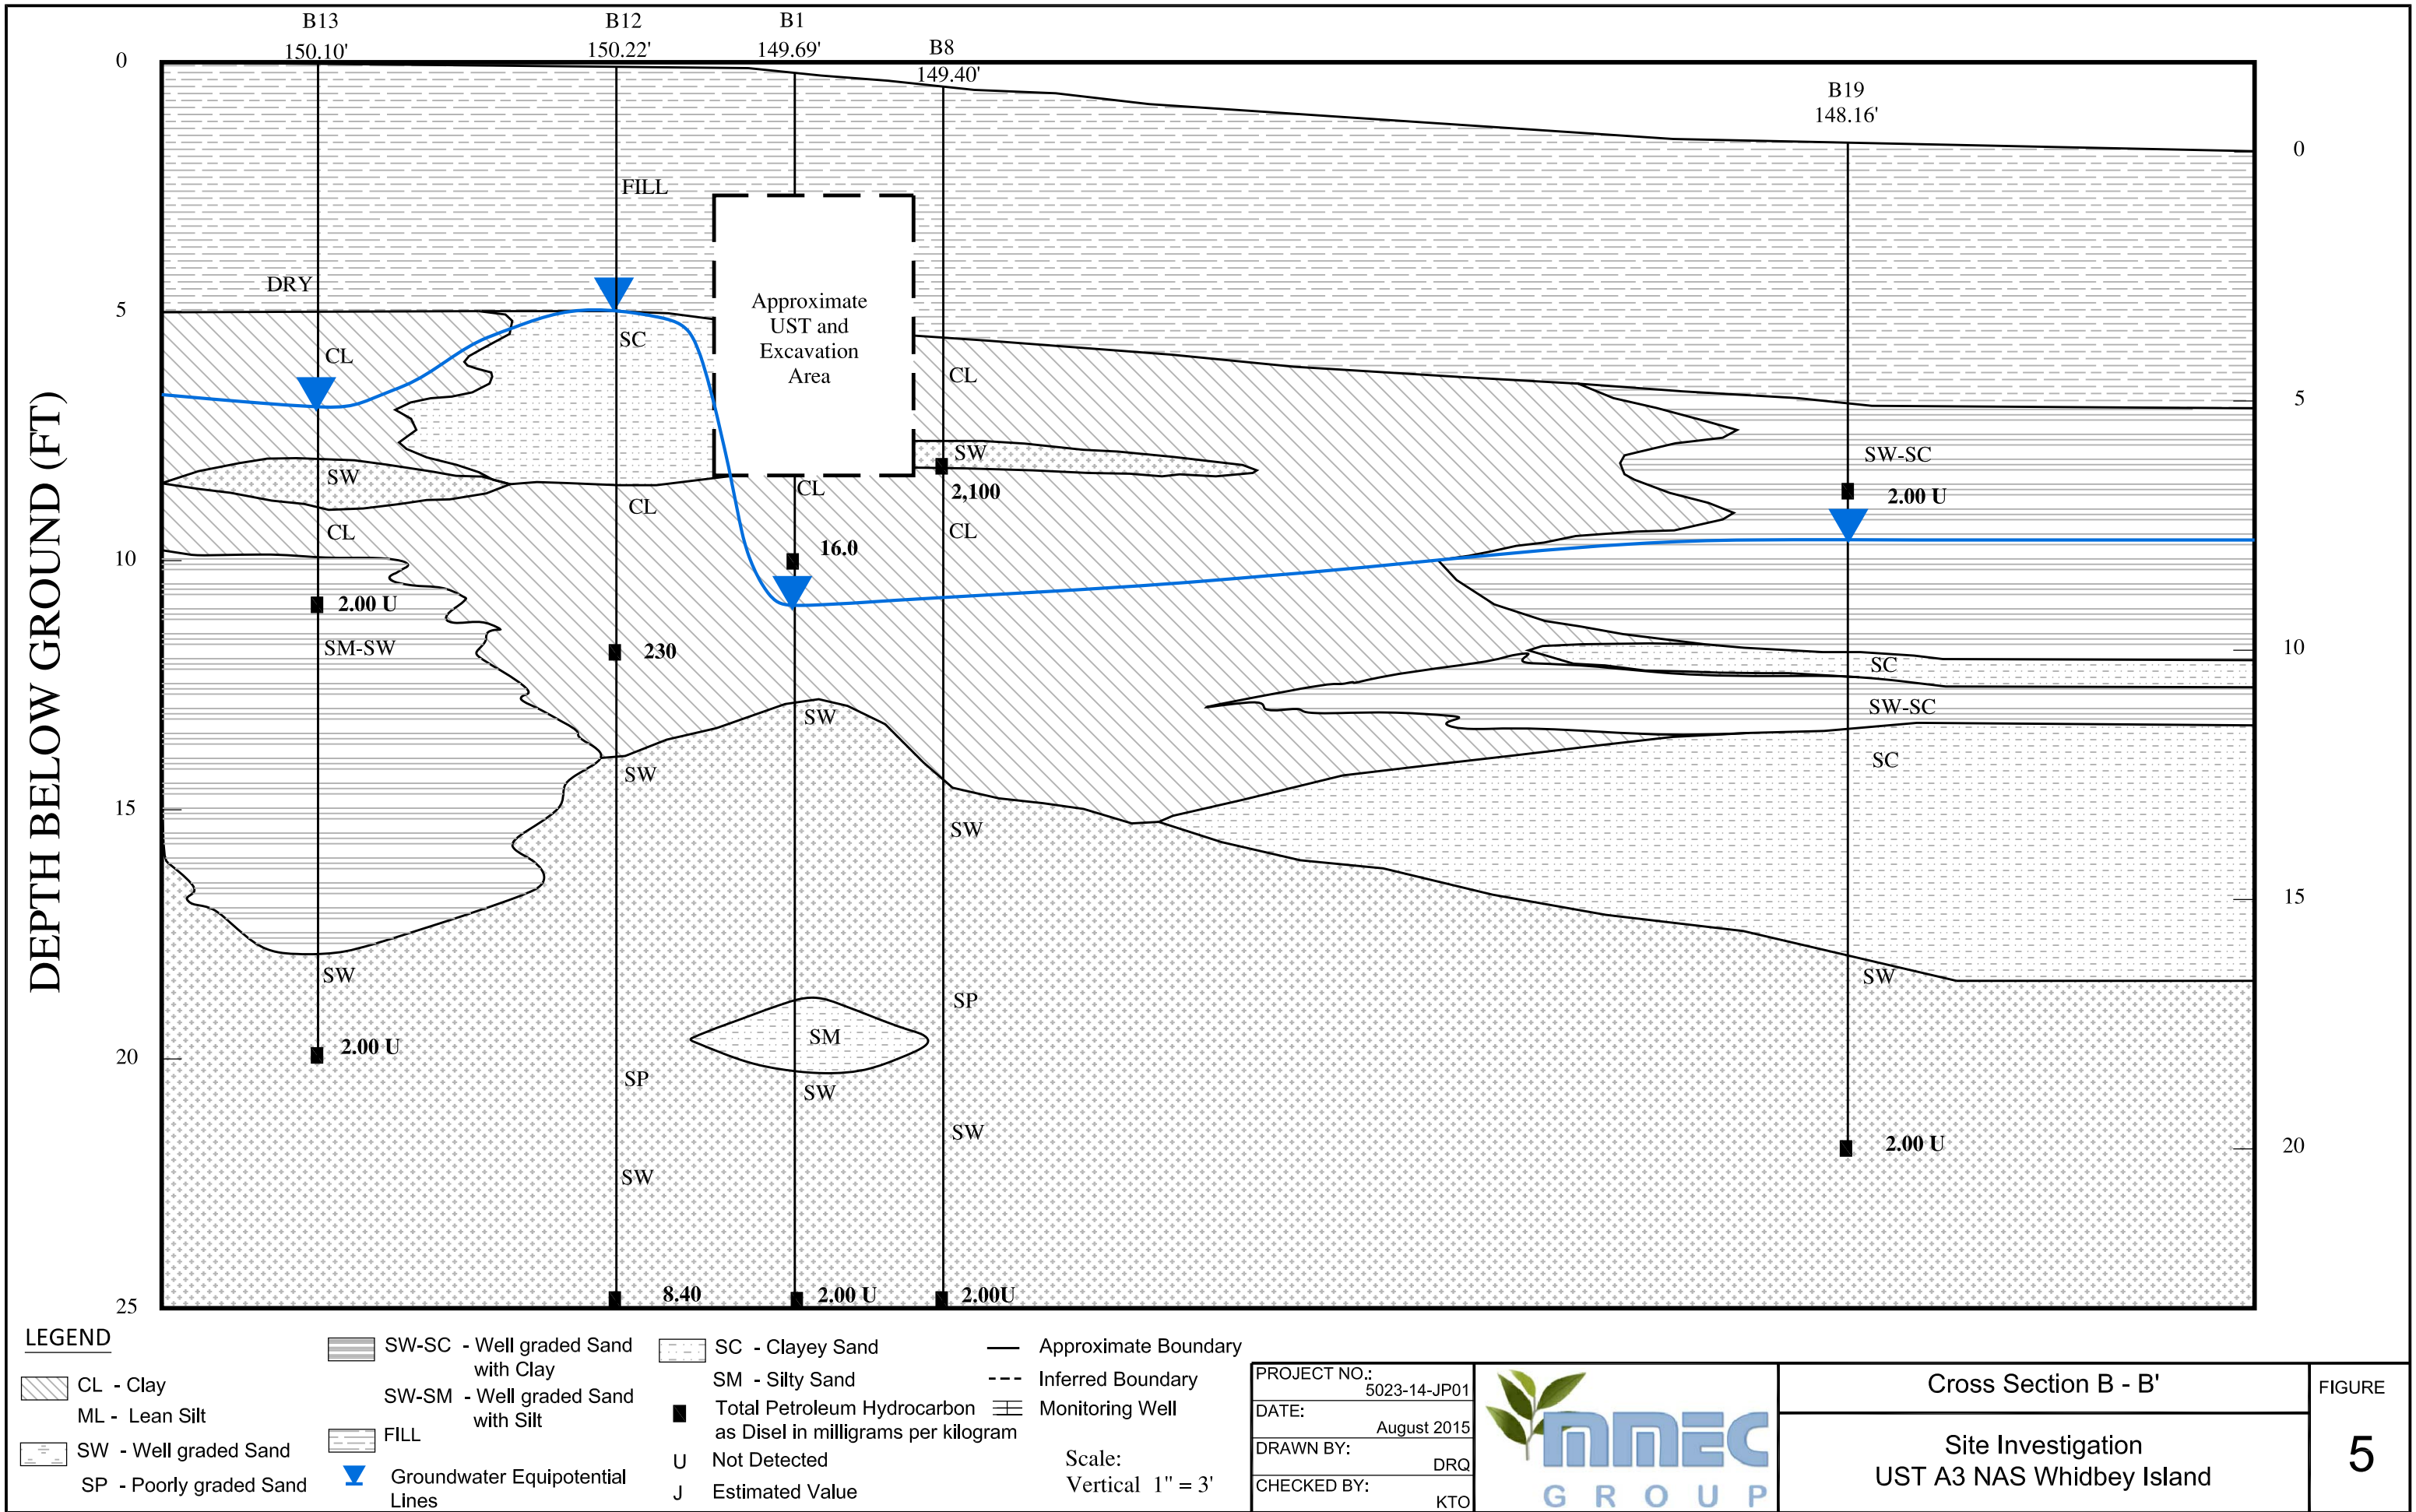 B13
150.10'
B12
150.22'
B1
149.69'
B8
149.40'
B19
148.16'
DEPTH BELOW GROUND (FT)
0
5
10
15
20
25
0
5
10
15
20
DRY
CL
SW
CL
2.00 U
SM-SW
SW
2.00 U
FILL
SC
CL
230
SW
SP
SW
8.40
Approximate
UST and
Excavation
Area
CL
16.0
SW
SM
SW
2.00 U
CL
SW
2,100
CL
SW
SP
SW
2.00U
SW-SC
2.00 U
SC
SW-SC
SC
SW
2.00 U
LEGEND
CL - Clay
ML - Lean Silt
SW - Well graded Sand
SP - Poorly graded Sand
SW-SC - Well graded Sand
with Clay
SW-SM - Well graded Sand
with Silt
FILL
Groundwater Equipotential
Lines
SC - Clayey Sand
SM - Silty Sand
Total Petroleum Hydrocarbon
as Disel in milligrams per kilogram
U Not Detected
J Estimated Value
Approximate Boundary
Inferred Boundary
Monitoring Well
Scale:
Vertical 1" = 3'
PROJECT NO.:
5023-14-JP01
DATE:
August 2015
DRAWN BY:
DRQ
CHECKED BY:
KTO
MMEC
GROUP
Cross Section B - B'
Site Investigation
UST A3 NAS Whidbey Island
FIGURE
5